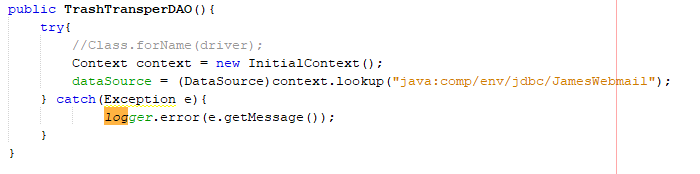 public TrashTransperDAO(){
try{
//Class.forName(driver);
Context context = new InitialContext();
dataSource = (DataSource)context.lookup("java:comp/env/jdbc/JamesWebmail");
} catch(Exception e){
logger.error(e.getMessage());
}
}